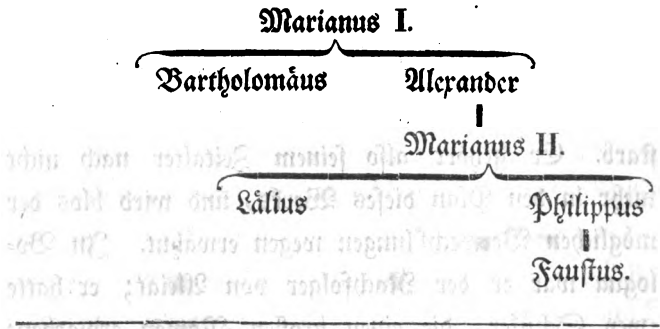 Marianus I.
Bartholomäus Alexander
Marianus II.
Lälius Philippus
Faustus.